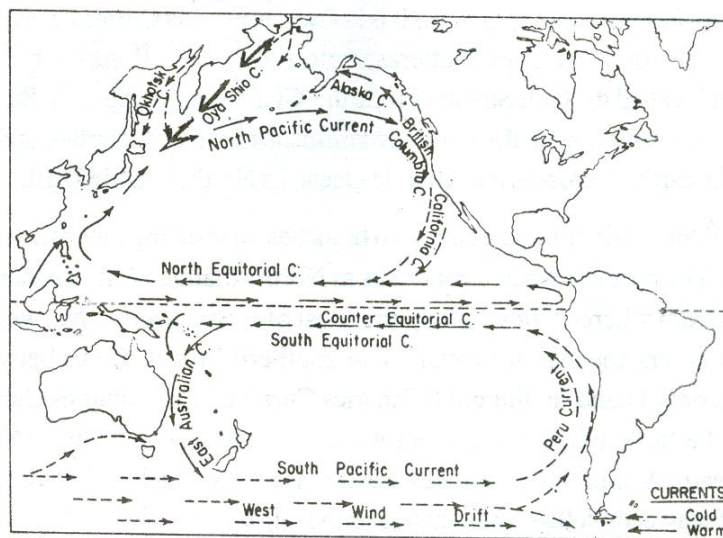 Okhotsk C.
Oya Shio C.
Alaska C.
North Pacific Current
British Columbia C.
California C.
North Equitorial C.
Counter Equitorial C.
South Equitorial C.
East Australian C.
Peru Current
South Pacific Current
West Wind Drift
CURRENTS
Cold
Warm